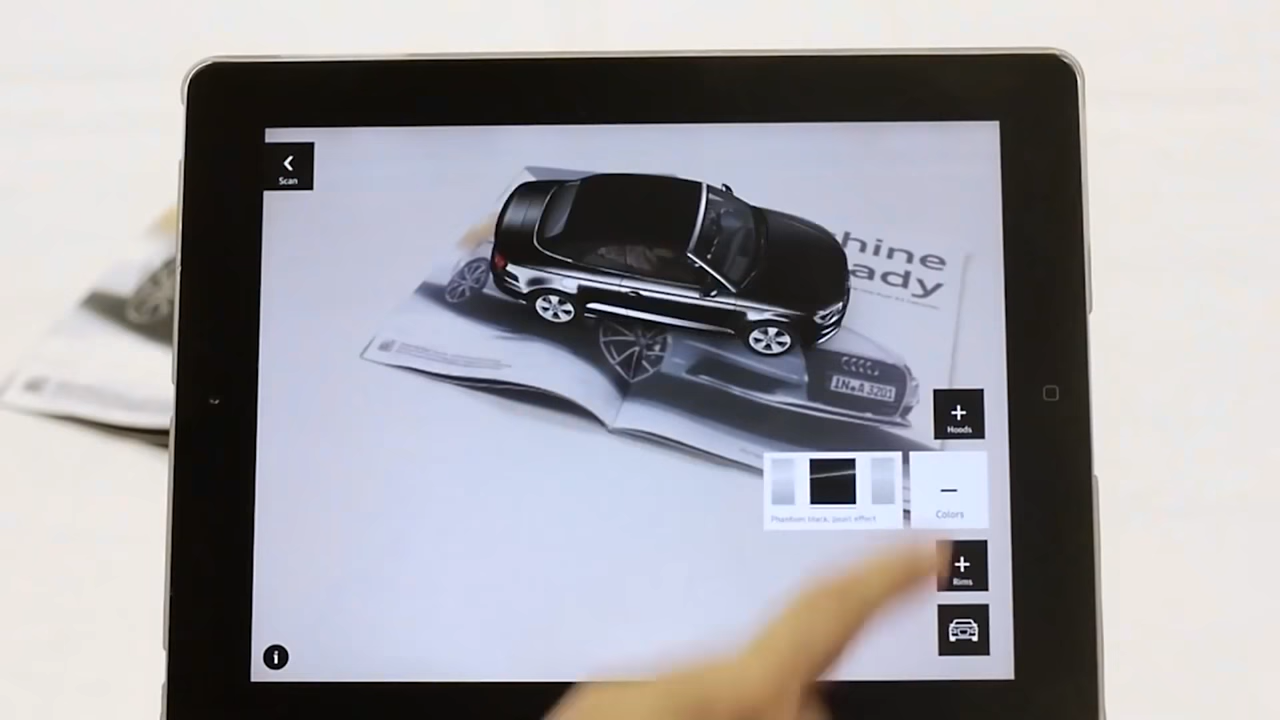 Scan
hine
ady
IN•A 3201
+
Hoods
Phantom black, pearl effect
−
Colors
+
Rims
i